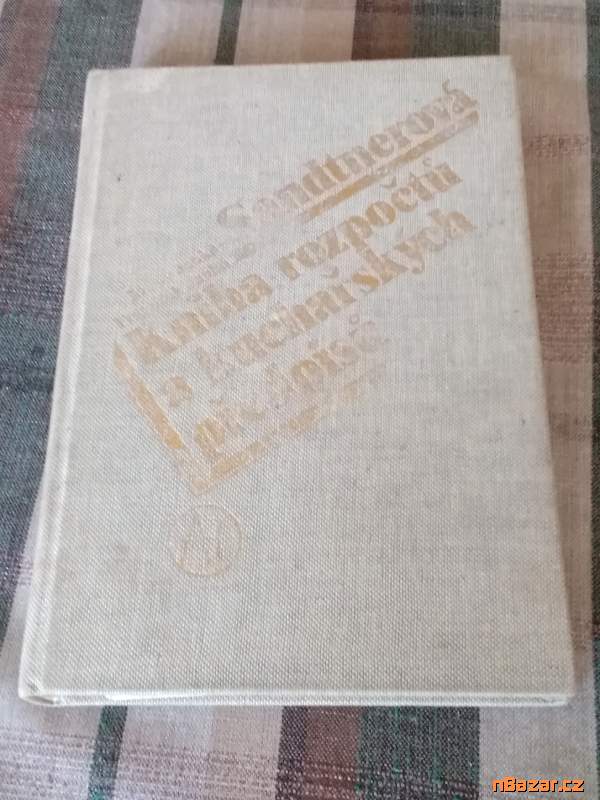 Sandtnerová
Kniha rozpočtů
a kuchařských
předpisů
nBazar.cz